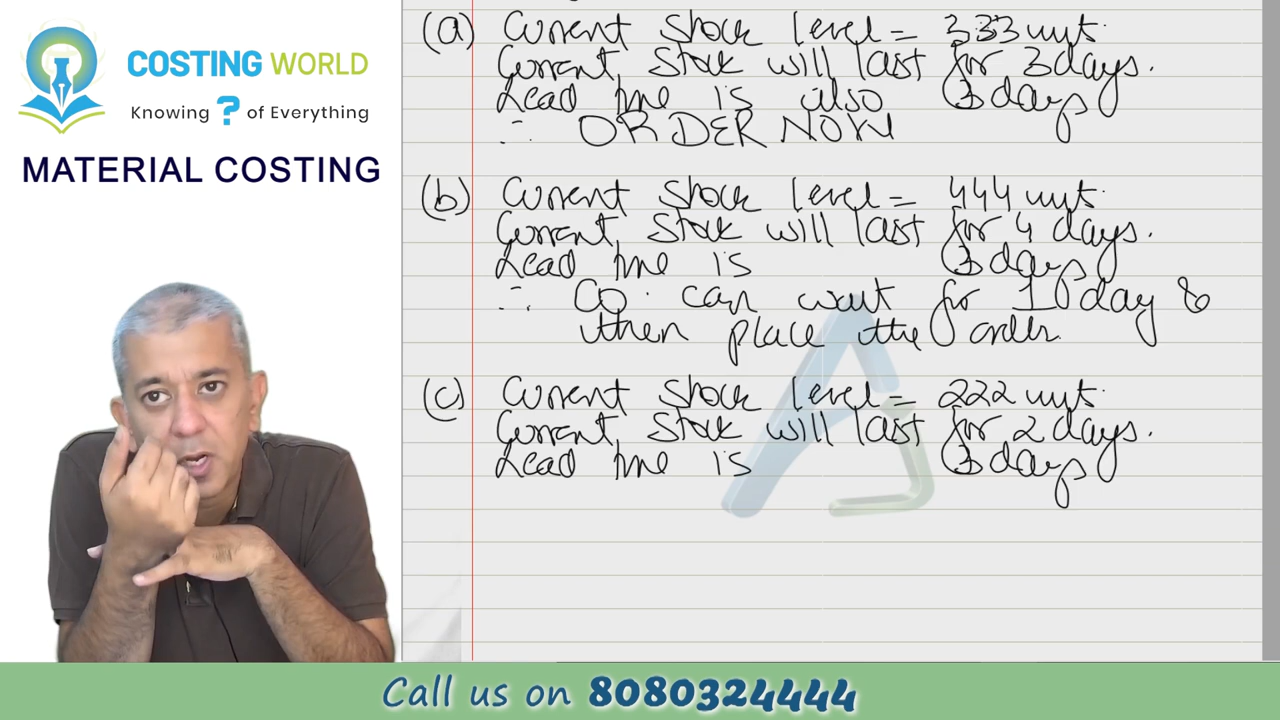 COSTING WORLD
Knowing ? of Everything
MATERIAL COSTING
(a) Current Stock level = 333 unit.
Current Stock will last for 3 days.
Lead time is also 3 days
∴ ORDER NOW
(b) Current Stock level = 444 unit.
Current Stock will last for 4 days.
Lead time is 3 days
∴ Co. can wait for 1 day &
then place the order.
(c) Current Stock level = 222 unit.
Current Stock will last for 2 days.
Lead time is 3 days
Call us on 8080324444